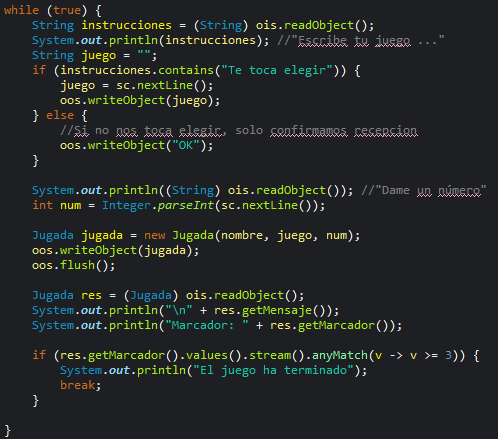 while (true) {
    String instrucciones = (String) ois.readObject();
    System.out.println(instrucciones); //"Escribe tu juego ..."
    String juego = "";
    if (instrucciones.contains("Te toca elegir")) {
        juego = sc.nextLine();
        oos.writeObject(juego);
    } else {
        //Si no nos toca elegir, solo confirmamos recepcion
        oos.writeObject("OK");
    }

    System.out.println((String) ois.readObject()); //"Dame un número"
    int num = Integer.parseInt(sc.nextLine());

    Jugada jugada = new Jugada(nombre, juego, num);
    oos.writeObject(jugada);
    oos.flush();

    Jugada res = (Jugada) ois.readObject();
    System.out.println("\n" + res.getMensaje());
    System.out.println("Marcador: " + res.getMarcador());

    if (res.getMarcador().values().stream().anyMatch(v -> v >= 3)) {
        System.out.println("El juego ha terminado");
        break;
    }

}